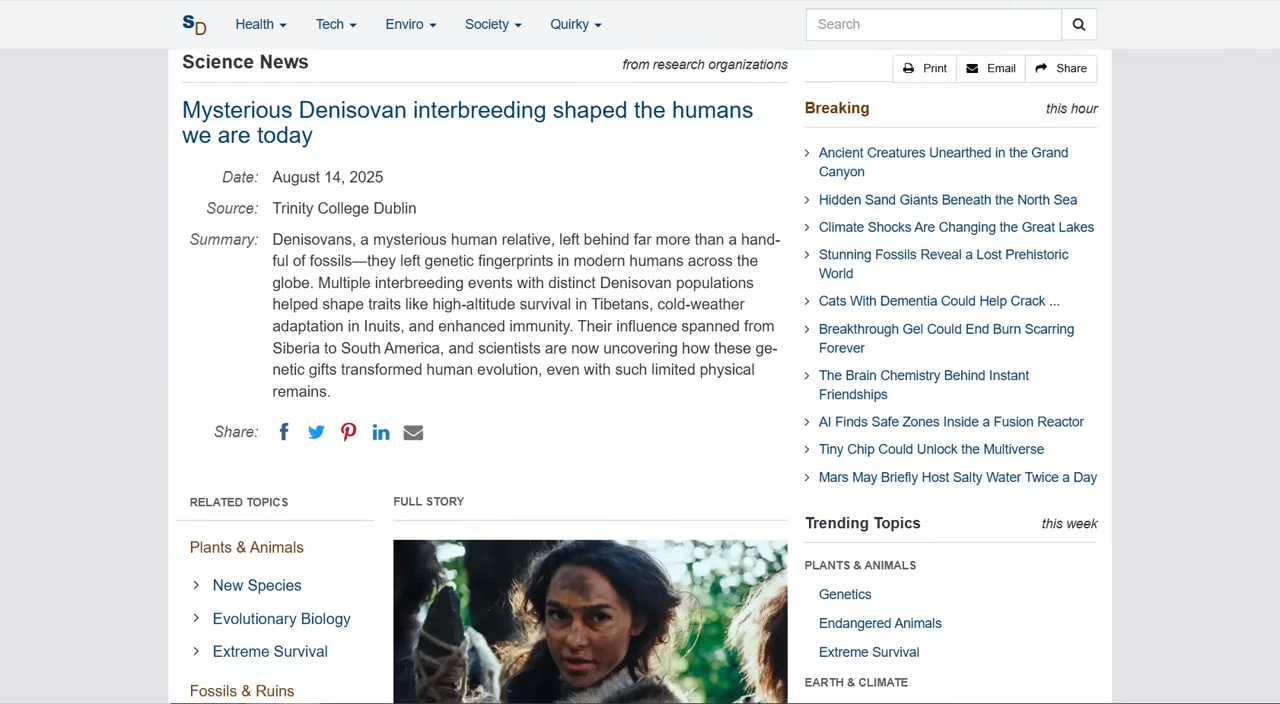 SD
Health
Tech
Enviro
Society
Quirky
Search
Science News
from research organizations
Mysterious Denisovan interbreeding shaped the humans
we are today
Date: August 14, 2025
Source: Trinity College Dublin
Summary: Denisovans, a mysterious human relative, left behind far more than a hand-
ful of fossils—they left genetic fingerprints in modern humans across the
globe. Multiple interbreeding events with distinct Denisovan populations
helped shape traits like high-altitude survival in Tibetans, cold-weather
adaptation in Inuits, and enhanced immunity. Their influence spanned from
Siberia to South America, and scientists are now uncovering how these ge-
netic gifts transformed human evolution, even with such limited physical
remains.
Share:
RELATED TOPICS
Plants & Animals
New Species
Evolutionary Biology
Extreme Survival
Fossils & Ruins
FULL STORY
Print
Email
Share
Breaking
this hour
Ancient Creatures Unearthed in the Grand
Canyon
Hidden Sand Giants Beneath the North Sea
Climate Shocks Are Changing the Great Lakes
Stunning Fossils Reveal a Lost Prehistoric
World
Cats With Dementia Could Help Crack ...
Breakthrough Gel Could End Burn Scarring
Forever
The Brain Chemistry Behind Instant
Friendships
AI Finds Safe Zones Inside a Fusion Reactor
Tiny Chip Could Unlock the Multiverse
Mars May Briefly Host Salty Water Twice a Day
Trending Topics
this week
PLANTS & ANIMALS
Genetics
Endangered Animals
Extreme Survival
EARTH & CLIMATE